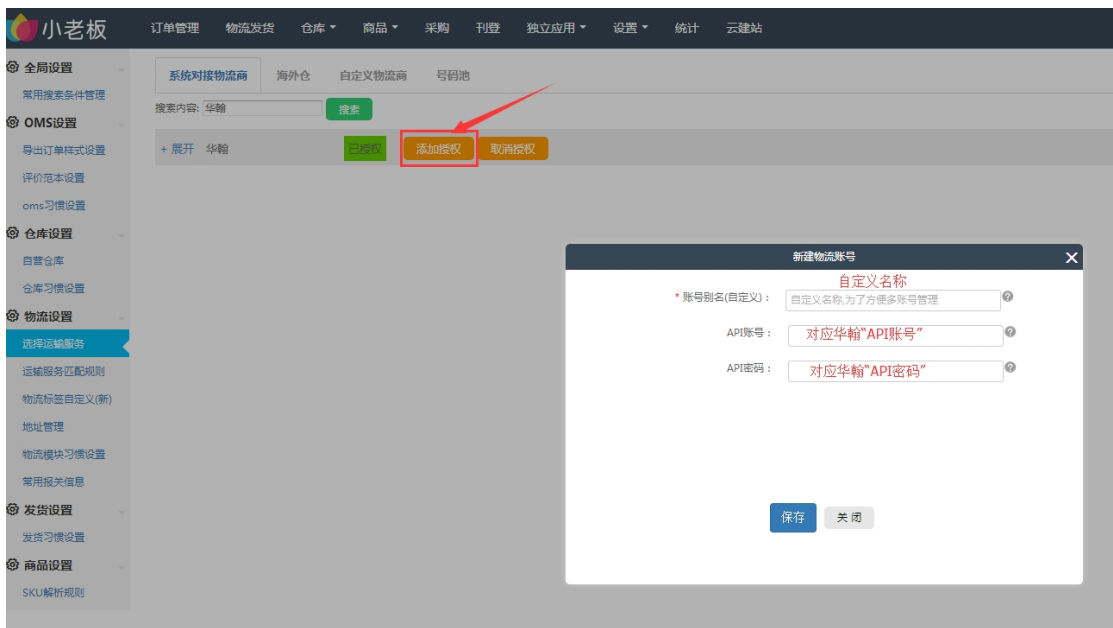 小老板
订单管理 物流发货 仓库 商品 采购 刊登 独立应用 设置 统计 云建站
全局设置
常用搜索条件管理
OMS设置
导出订单样式设置
评价范本设置
oms习惯设置
仓库设置
自营仓库
仓库习惯设置
物流设置
选择运输服务
运输服务匹配规则
物流标签自定义(新)
地址管理
物流模块习惯设置
常用报关信息
发货设置
发货习惯设置
商品设置
SKU解析规则
系统对接物流商 海外仓 自定义物流商 号码池
搜索内容: 华翰 搜索
+ 展开 华翰 已授权 添加授权 取消授权
新建物流账号
自定义名称
* 账号别名(自定义)： 自定义名称,为了方便多账号管理
API账号： 对应华翰“API账号”
API密码： 对应华翰“API密码”
保存 关闭